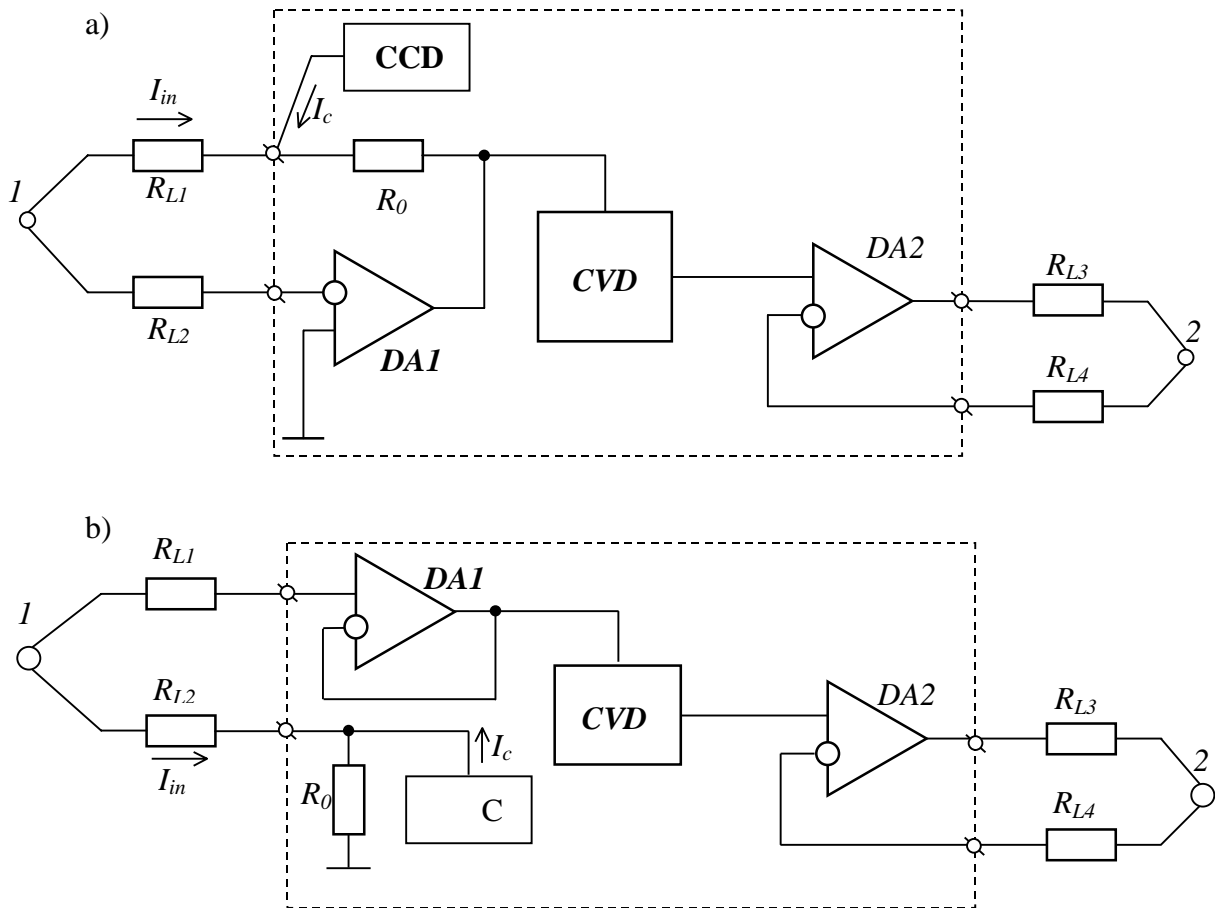 a)
CCD
I_in
I_c
R_L1
R_0
1
CVD
DA2
R_L3
R_L2
DA1
2
R_L4
b)
R_L1
DA1
1
R_L2
CVD
DA2
R_L3
I_c
I_in
R_0
C
2
R_L4